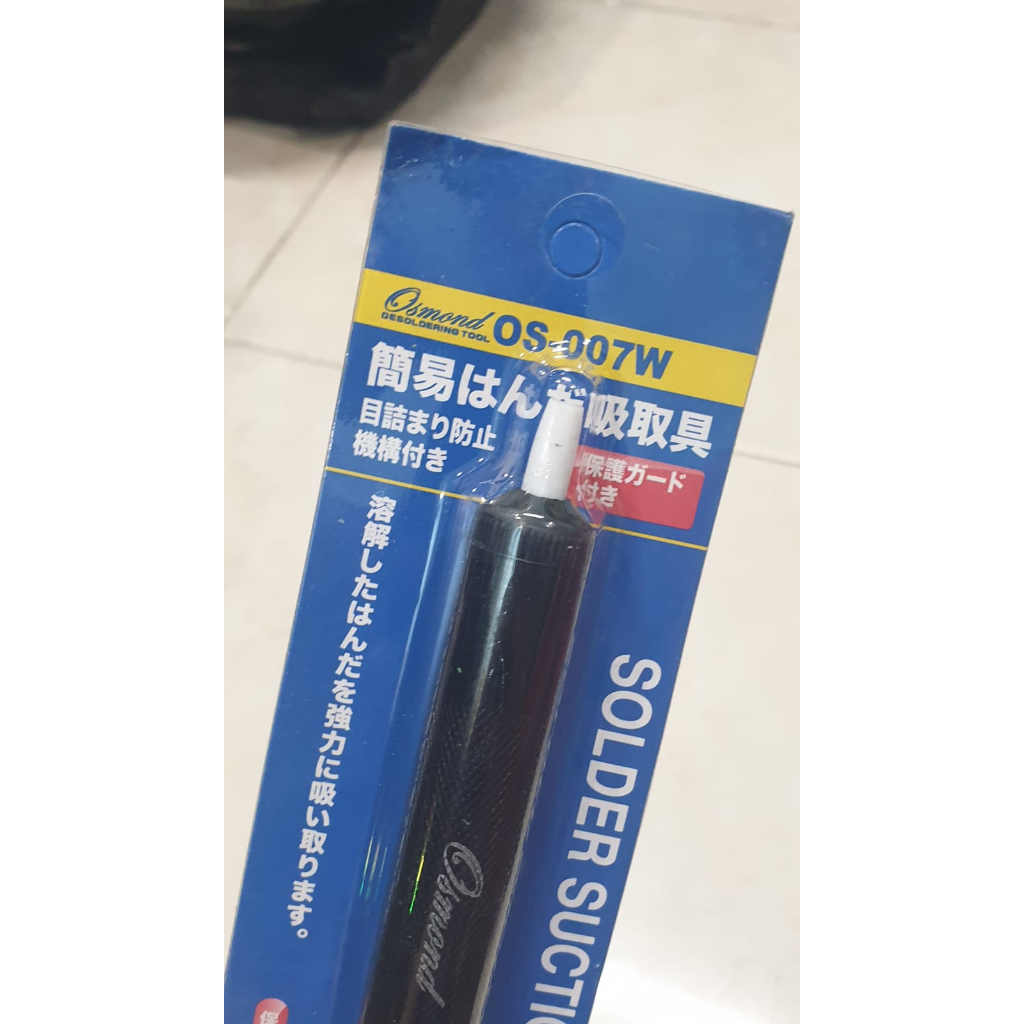 Osmond
DESOLDERING TOOL
OS-007W
簡易はんだ吸取具
目詰まり防止
機構付き
保護ガード
付き
溶解したはんだを強力に吸い取ります。
SOLDER SUCTIO
Osmond
保